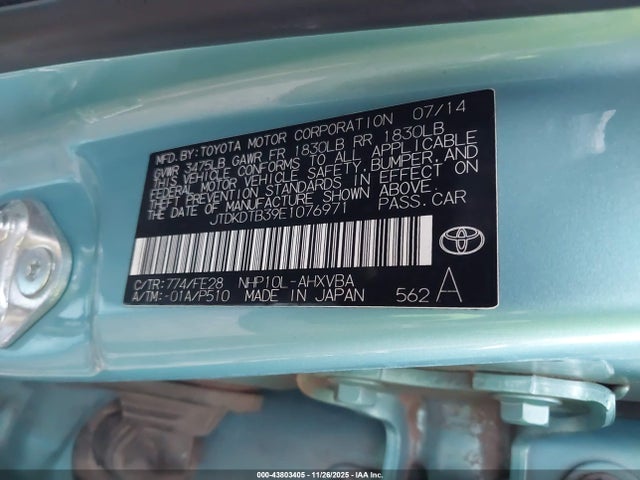 MFD. BY: TOYOTA MOTOR CORPORATION 07/14
GVWR 3475LB GAWR FR 1830LB RR 1830LB
THIS VEHICLE CONFORMS TO ALL APPLICABLE
FEDERAL MOTOR VEHICLE SAFETY, BUMPER, AND
THEFT PREVENTION STANDARDS IN EFFECT ON
THE DATE OF MANUFACTURE SHOWN ABOVE.
JTDKDTB39E1076971 PASS. CAR
C/TR: 774/FE28 NHP10L-AHXVBA
A/TM: -01A/P510 MADE IN JAPAN 562 A
TOYOTA
000-43803405 | 11/26/2025 | IAA Inc.